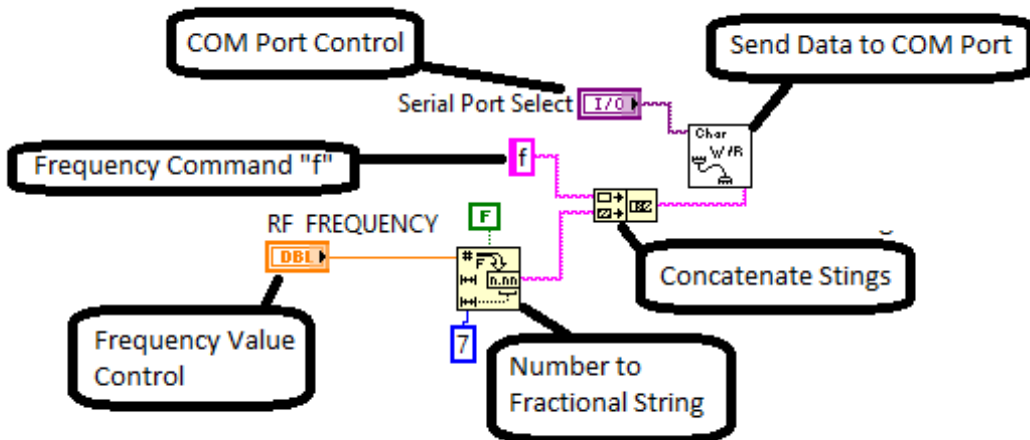 COM Port Control
Send Data to COM Port
Serial Port Select
I/O
Char
W/R
Frequency Command "f"
f
RF FREQUENCY
F
DBL
#
F
n.nn
7
Concatenate Stings
Frequency Value
Control
Number to
Fractional String